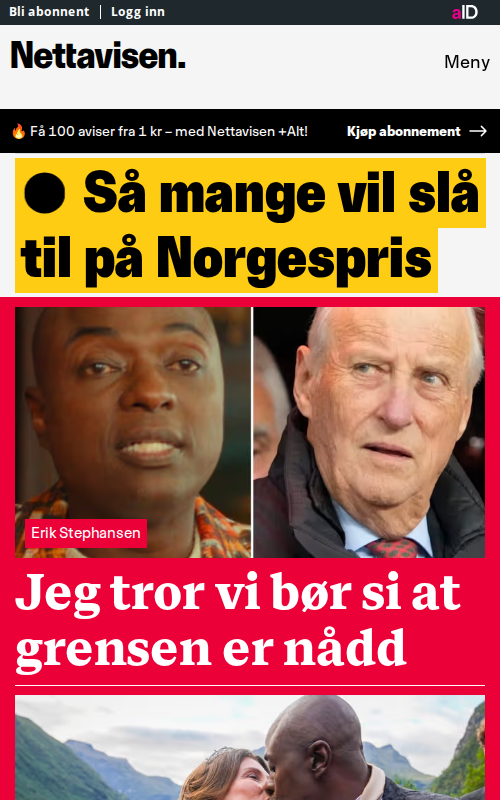 Bli abonnent | Logg inn
aID
Nettavisen.
Meny
🔥 Få 100 aviser fra 1 kr – med Nettavisen +Alt!
Kjøp abonnement →
● Så mange vil slå
til på Norgespris
Erik Stephansen
Jeg tror vi bør si at
grensen er nådd